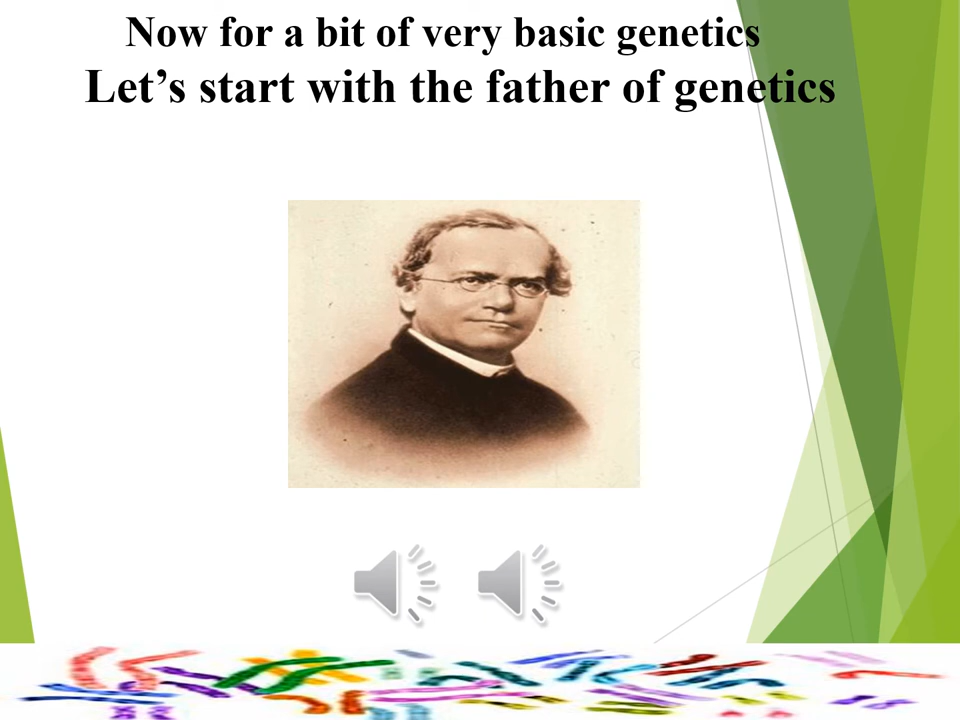 Now for a bit of very basic genetics
Let’s start with the father of genetics